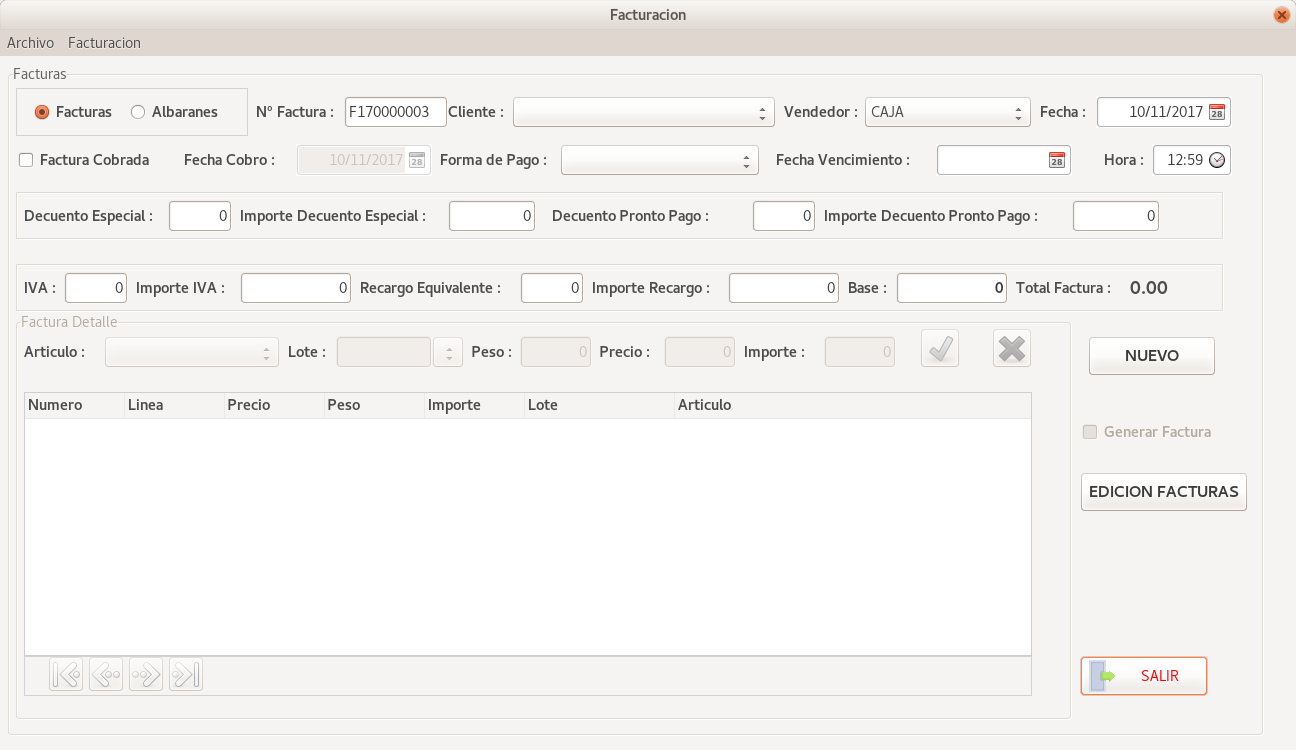 Facturacion
Archivo Facturacion
Facturas
Facturas Albaranes Nº Factura : F170000003 Cliente : Vendedor : CAJA Fecha : 10/11/2017 28
Factura Cobrada Fecha Cobro : 10/11/2017 28 Forma de Pago : Fecha Vencimiento : 28 Hora : 12:59
Decuento Especial : 0 Importe Decuento Especial : 0 Decuento Pronto Pago : 0 Importe Decuento Pronto Pago : 0
IVA : 0 Importe IVA : 0 Recargo Equivalente : 0 Importe Recargo : 0 Base : 0 Total Factura : 0.00
Factura Detalle
Articulo : Lote : Peso : 0 Precio : 0 Importe : 0 NUEVO
Numero Linea Precio Peso Importe Lote Articulo
Generar Factura
EDICION FACTURAS
SALIR